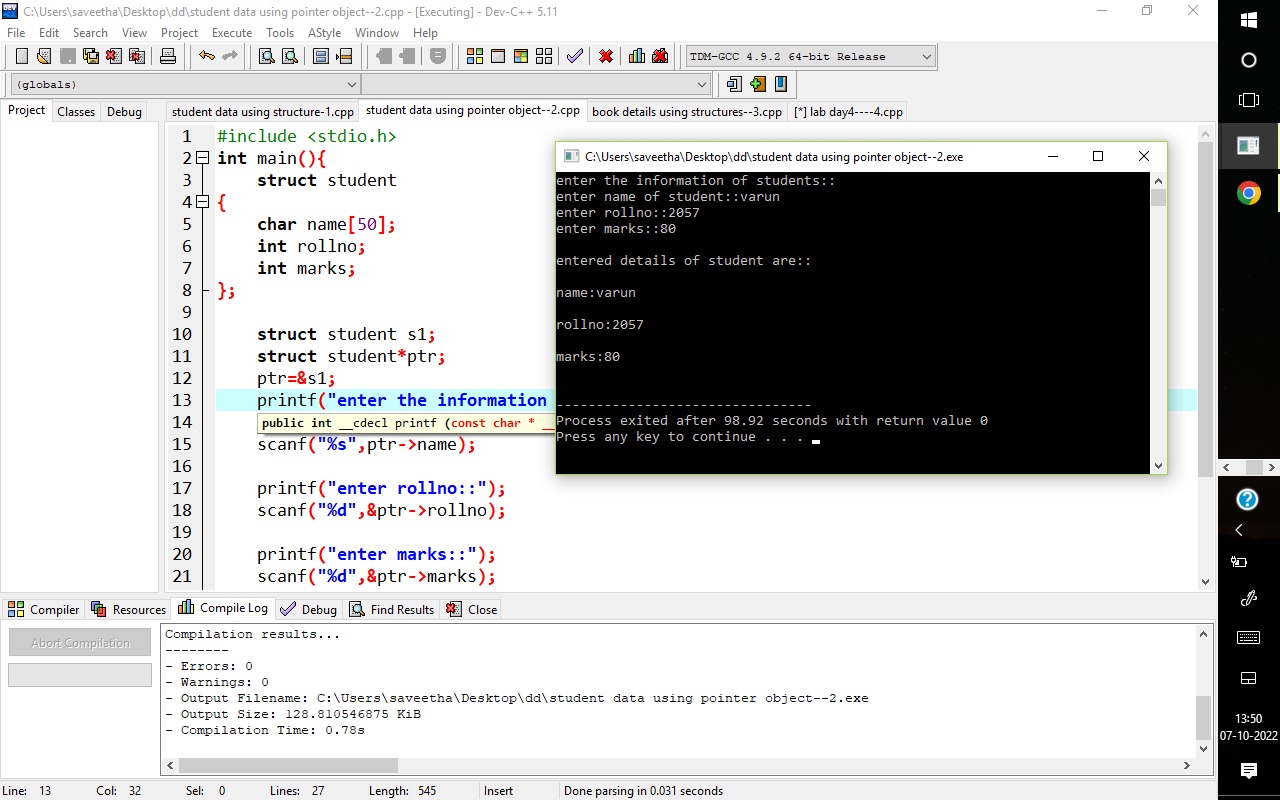 C:\Users\saveetha\Desktop\dd\student data using pointer object--2.cpp - [Executing] - Dev-C++ 5.11
File Edit Search View Project Execute Tools AStyle Window Help
TDM-GCC 4.9.2 64-bit Release
(globals)
Project Classes Debug
student data using structure-1.cpp student data using pointer object--2.cpp book details using structures--3.cpp [*] lab day4----4.cpp
1 #include <stdio.h>
2 int main(){
3 struct student
4 {
5 char name[50];
6 int rollno;
7 int marks;
8 };
9
10 struct student s1;
11 struct student*ptr;
12 ptr=&s1;
13 printf("enter the information
14 public int __cdecl printf (const char * __
15 scanf("%s",ptr->name);
16
17 printf("enter rollno::");
18 scanf("%d",&ptr->rollno);
19
20 printf("enter marks::");
21 scanf("%d",&ptr->marks);
C:\Users\saveetha\Desktop\dd\student data using pointer object--2.exe
enter the information of students::
enter name of student::varun
enter rollno::2057
enter marks::80
entered details of student are::
name:varun
rollno:2057
marks:80
--------------------------------
Process exited after 98.92 seconds with return value 0
Press any key to continue . . .
Compiler Resources Compile Log Debug Find Results Close
Abort Compilation
Compilation results...
--------
- Errors: 0
- Warnings: 0
- Output Filename: C:\Users\saveetha\Desktop\dd\student data using pointer object--2.exe
- Output Size: 128.810546875 KiB
- Compilation Time: 0.78s
Line: 13 Col: 32 Sel: 0 Lines: 27 Length: 545 Insert Done parsing in 0.031 seconds
13:50
07-10-2022